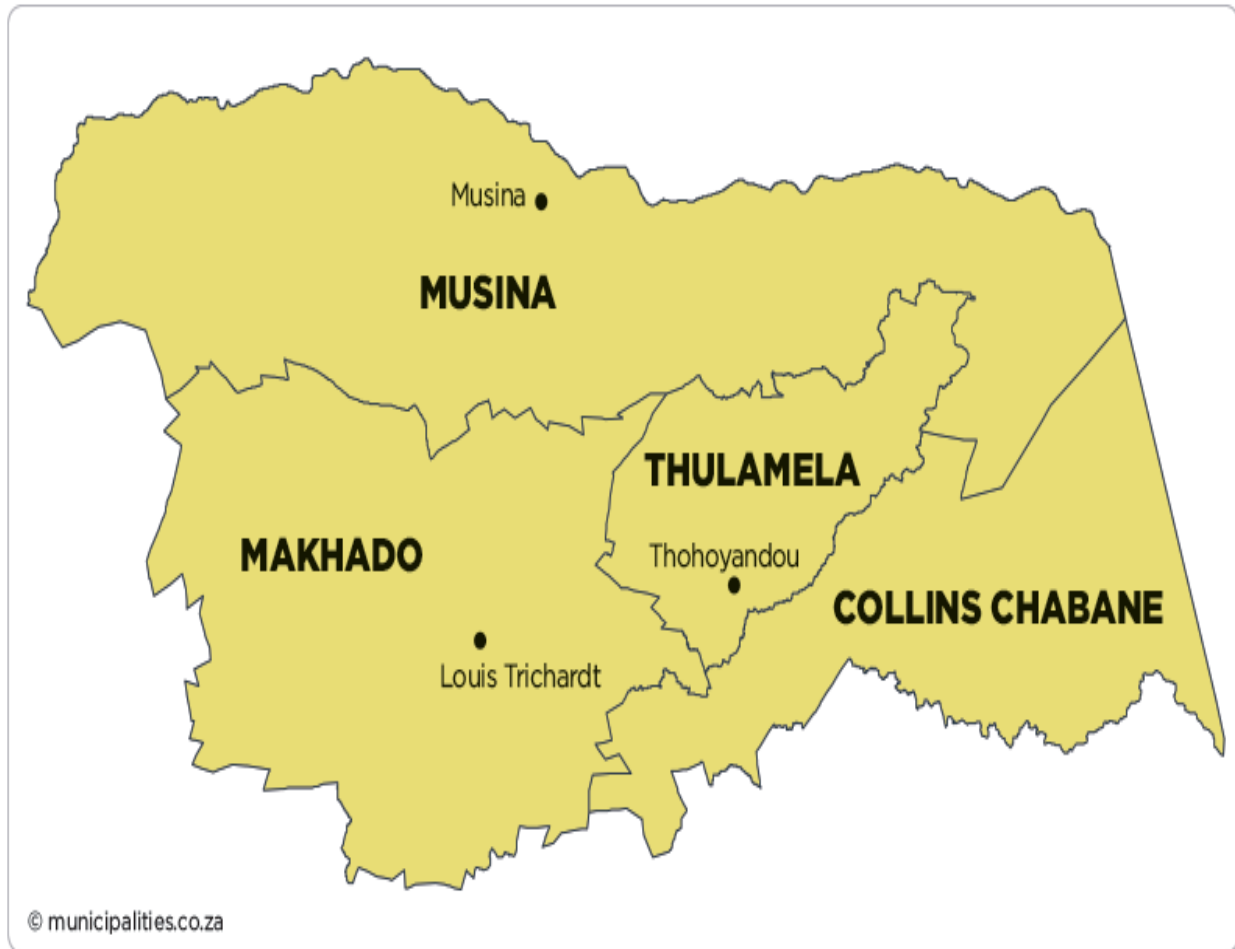 Musina
MUSINA
THULAMELA
MAKHADO
Thohoyandou
COLLINS CHABANE
Louis Trichardt
© municipalities.co.za